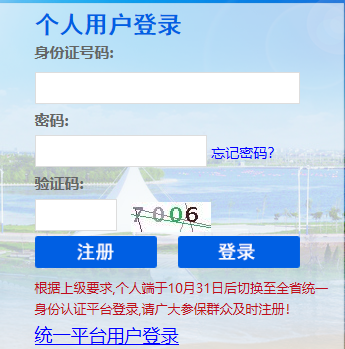 个人用户登录
身份证号码:
密码:
忘记密码?
验证码:
7006
注册 登录
根据上级要求,个人端于10月31日后切换至全省统一
身份认证平台登录,请广大参保群众及时注册！
统一平台用户登录